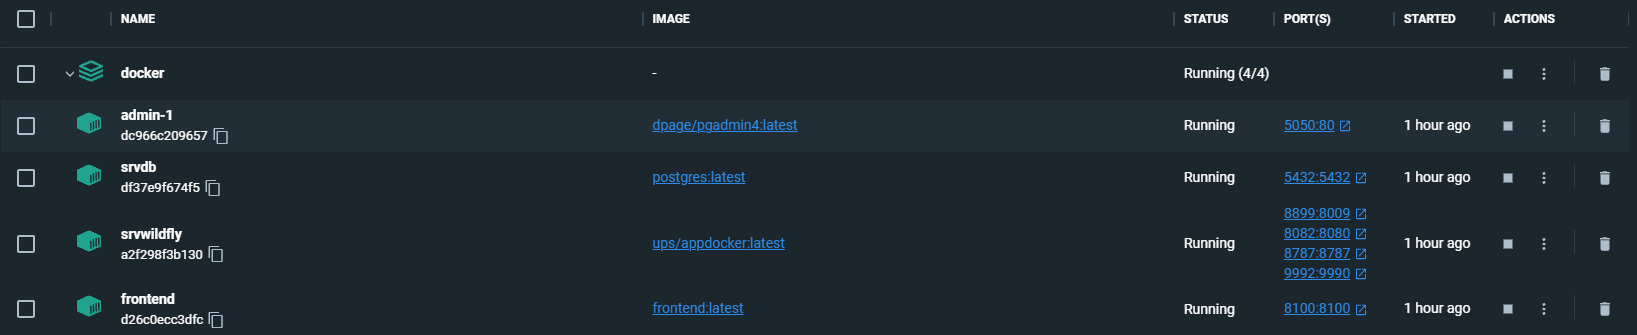 NAME IMAGE STATUS PORT(S) STARTED ACTIONS
docker - Running (4/4)
admin-1
dc966c209657 dpage/pgadmin4:latest Running 5050:80 1 hour ago
srvdb
df37e9f674f5 postgres:latest Running 5432:5432 1 hour ago
8899:8009
srvwildfly 8082:8080
a2f298f3b130 ups/appdocker:latest Running 8787:8787 1 hour ago
9992:9990
frontend
d26c0ecc3dfc frontend:latest Running 8100:8100 1 hour ago